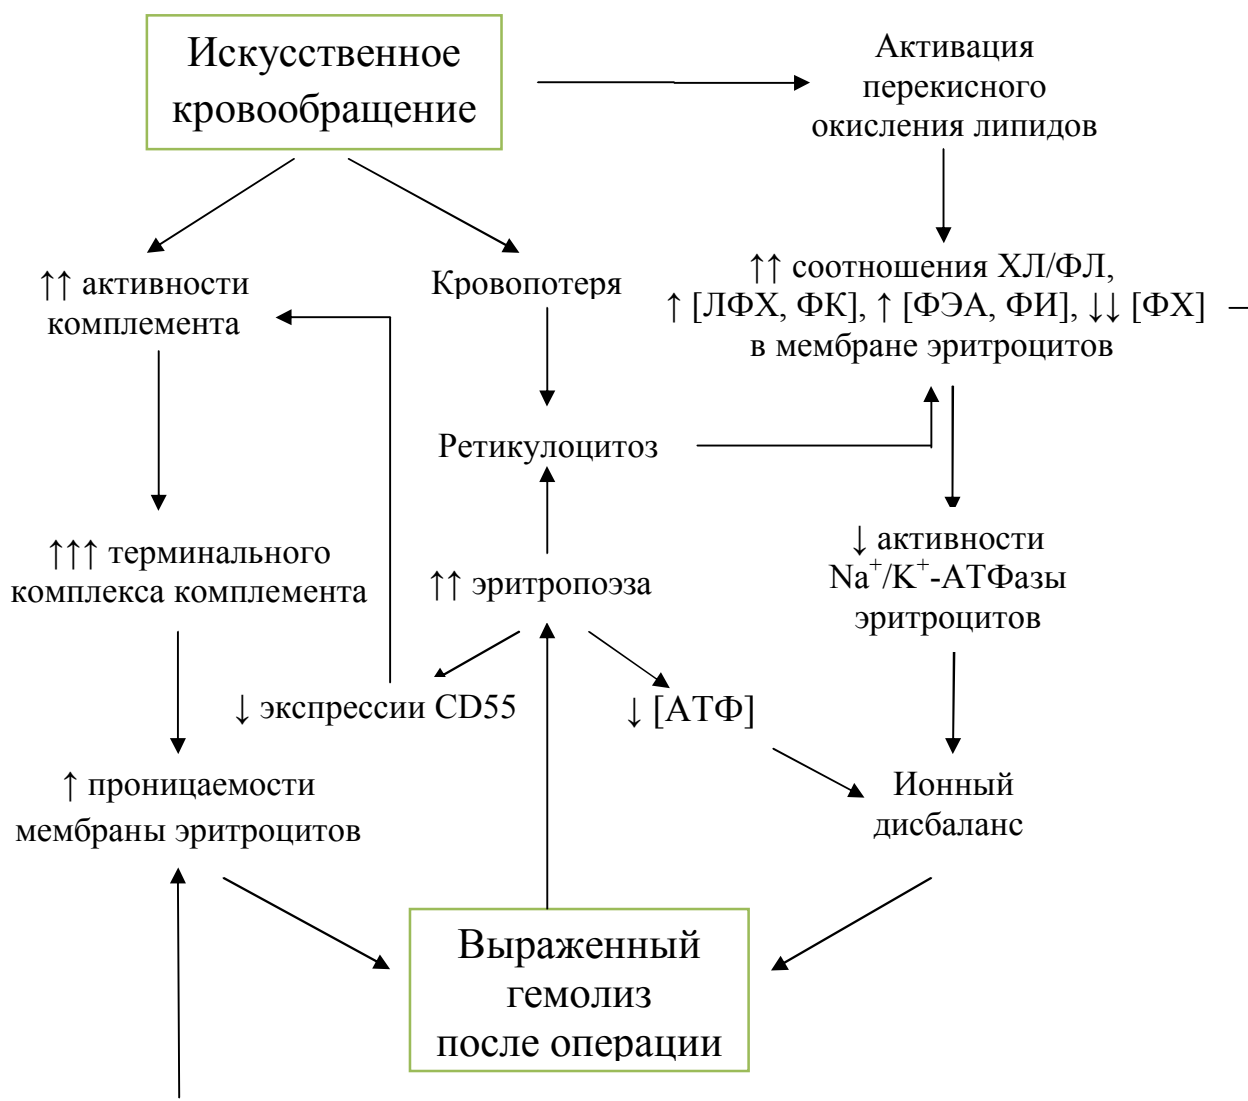 Искусственное
кровообращение
Активация
перекисного
окисления липидов
↑↑ активности
комплемента
Кровопотеря
↑↑ соотношения ХЛ/ФЛ,
↑ [ЛФХ, ФК], ↑ [ФЭА, ФИ], ↓↓ [ФХ]
в мембране эритроцитов
Ретикулоцитоз
↑↑↑ терминального
комплекса комплемента
↑↑ эритропоэза
↓ активности
Na⁺/K⁺-АТФазы
эритроцитов
↓ экспрессии CD55
↓ [АТФ]
↑ проницаемости
мембраны эритроцитов
Ионный
дисбаланс
Выраженный
гемолиз
после операции